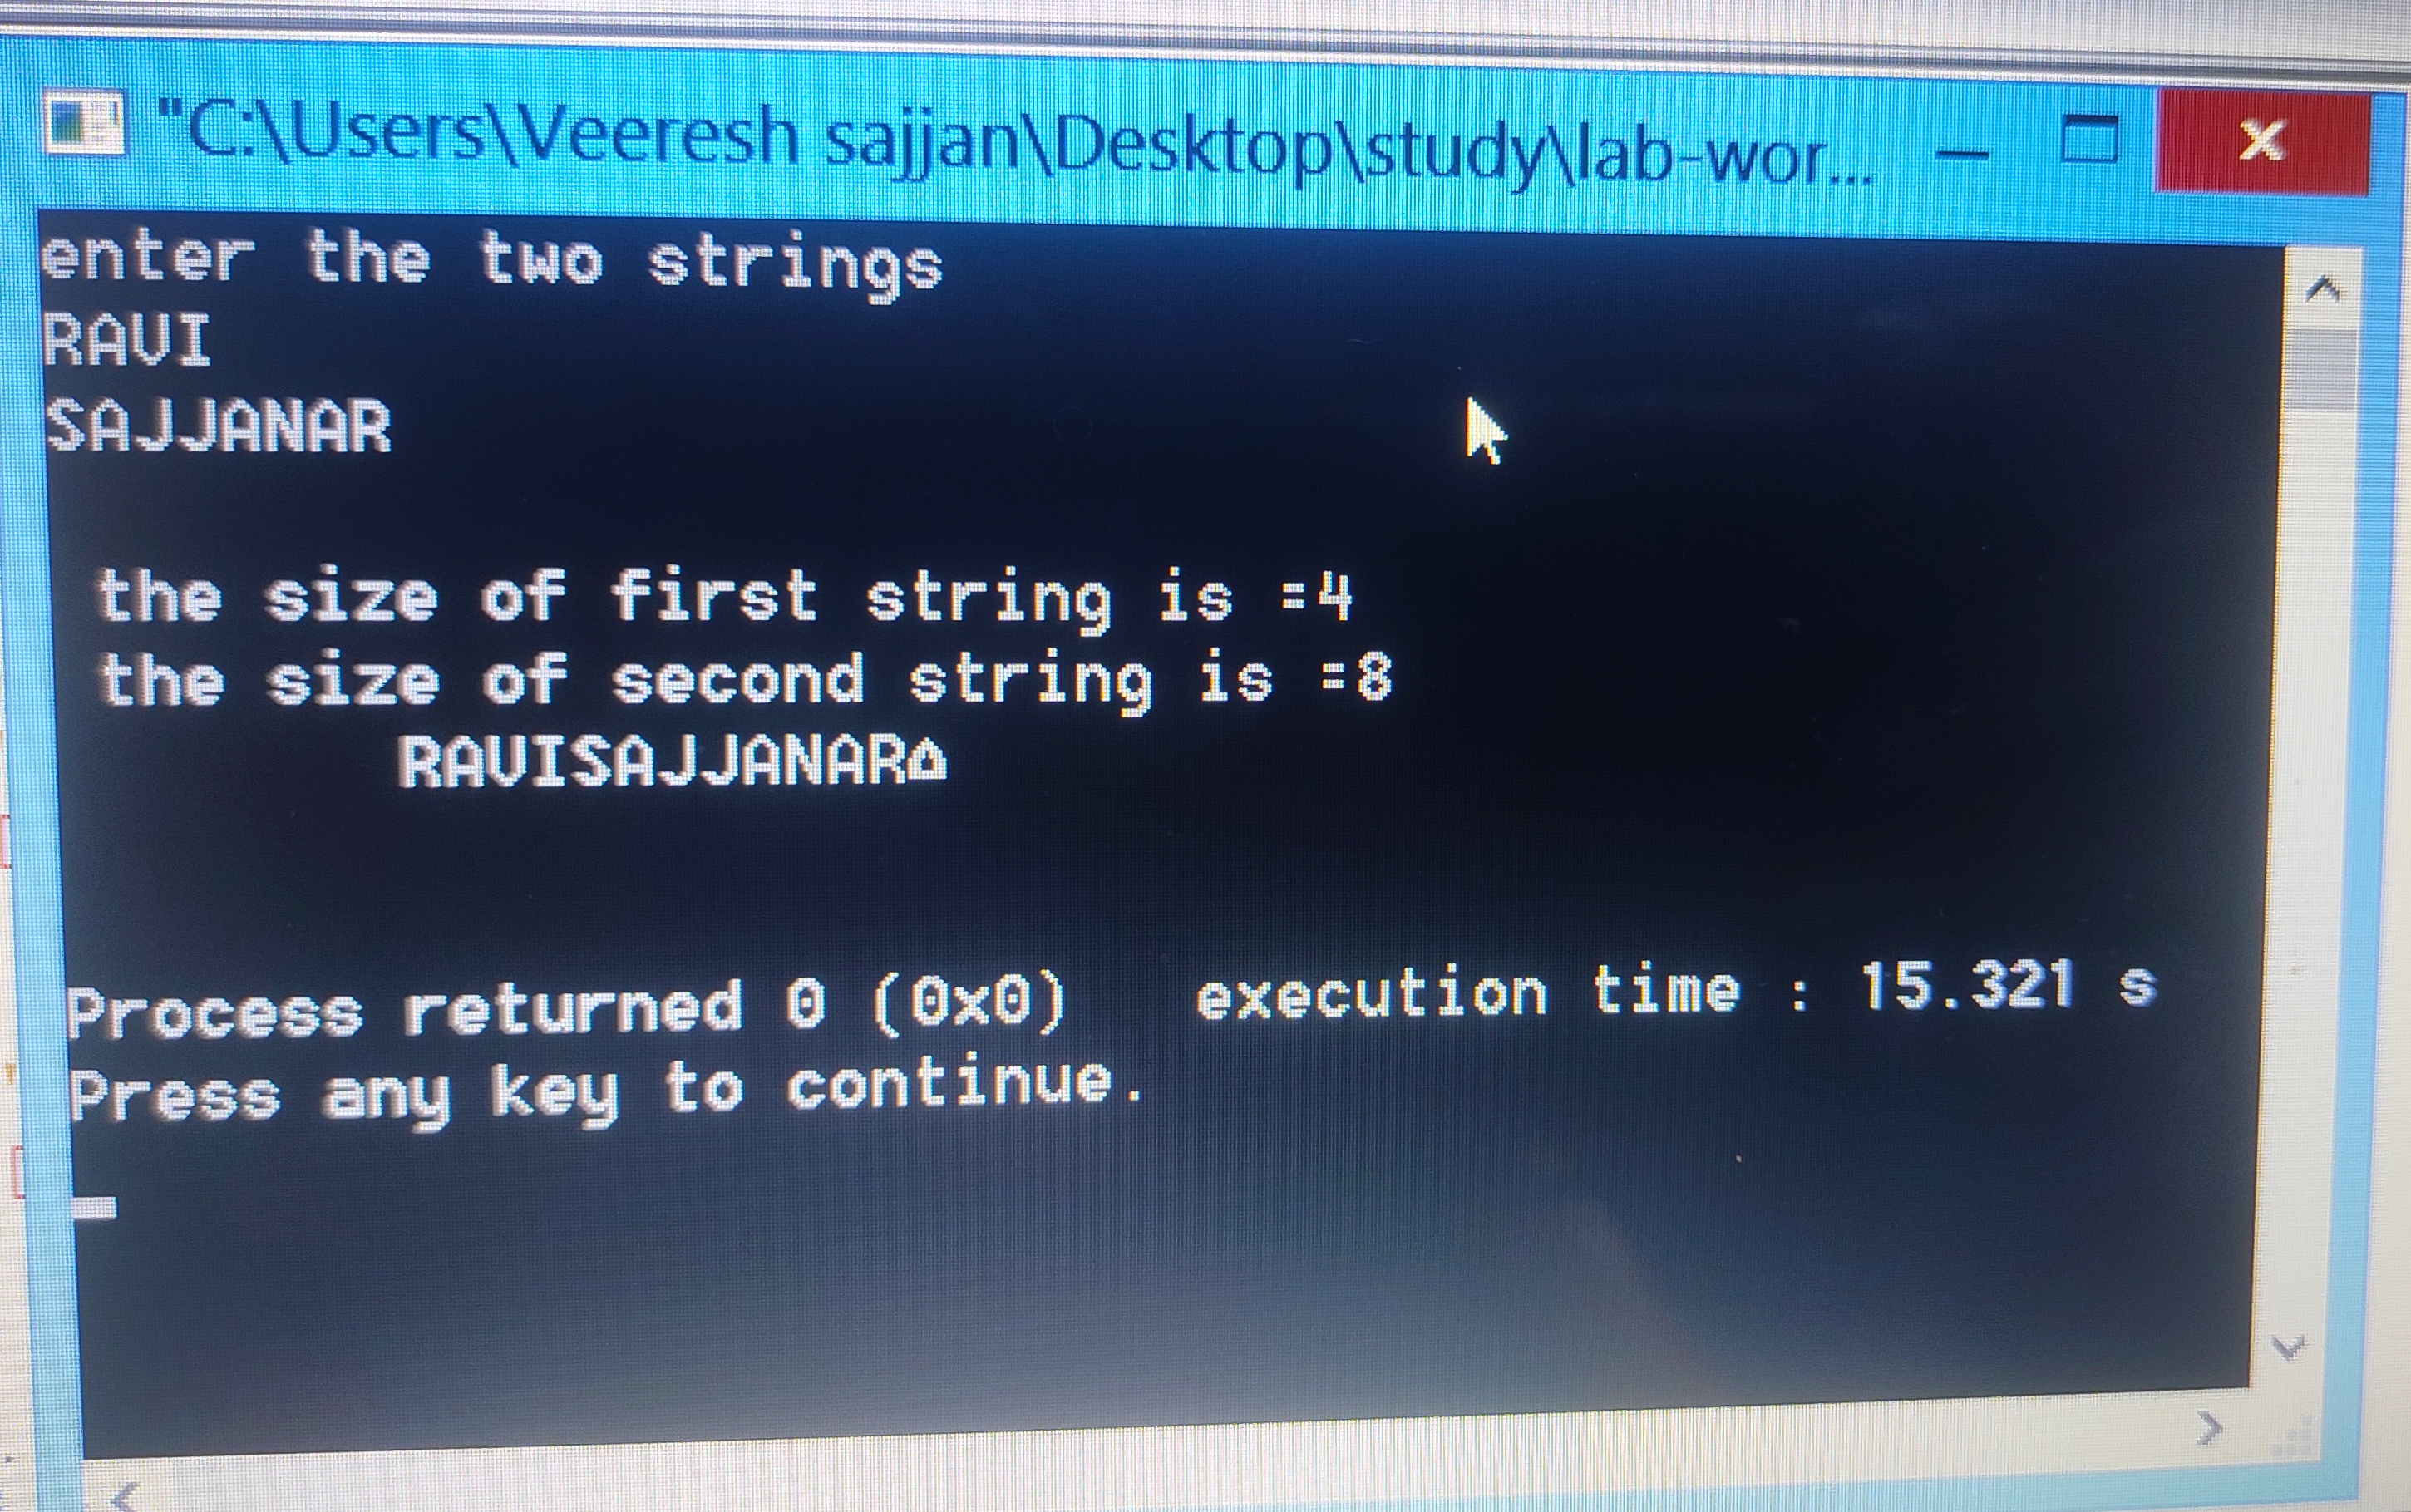 "C:\Users\Veeresh sajjan\Desktop\study\lab-wor...
enter the two strings
RAVI
SAJJANAR
the size of first string is =4
the size of second string is =8
RAVISAJJANAR⌂
Process returned 0 (0x0)   execution time : 15.321 s
Press any key to continue.